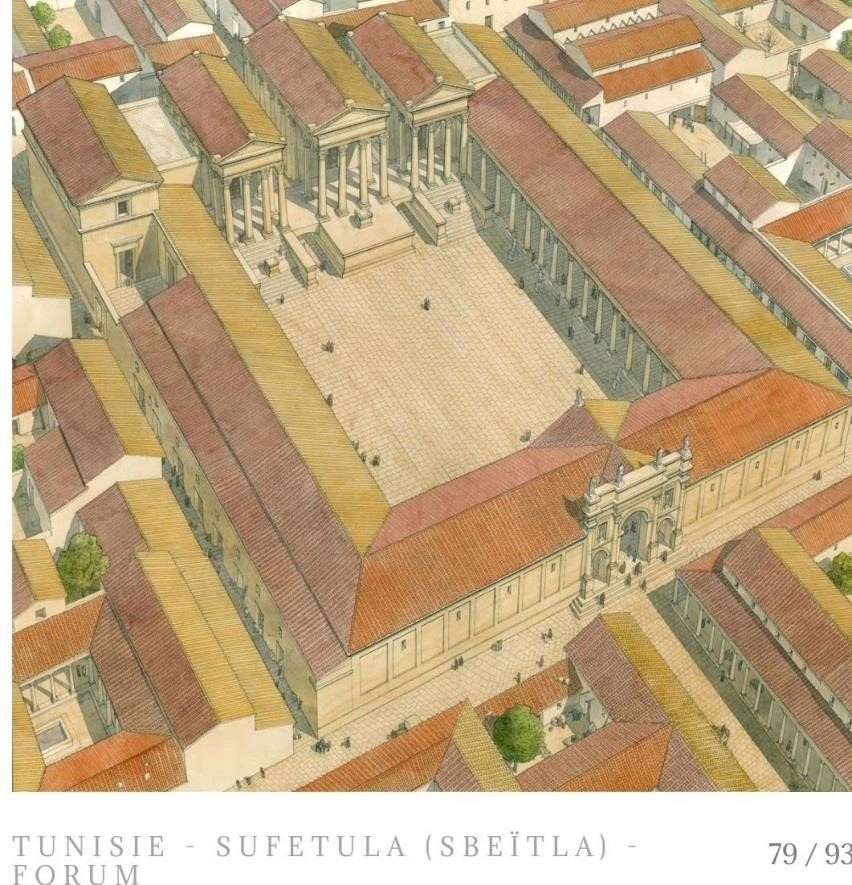 TUNISIE - SUFETULA (SBEÏTLA) -
FORUM
79 / 93